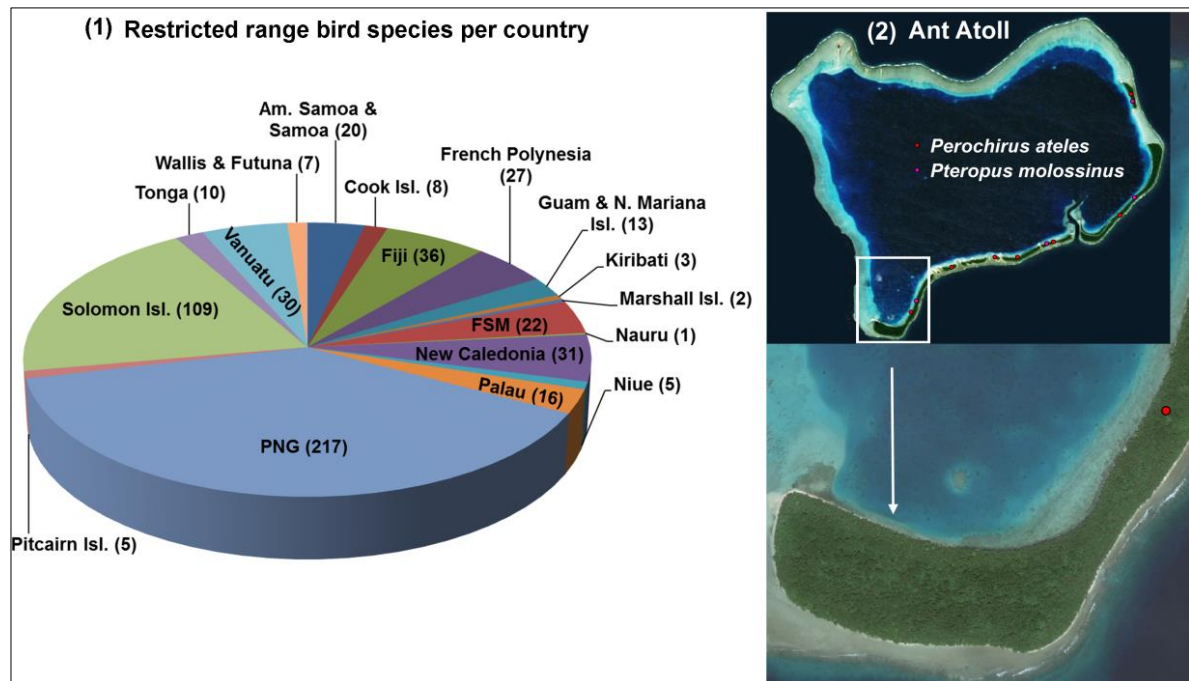 (1) Restricted range bird species per country
Am. Samoa &
Samoa (20)
Wallis & Futuna (7)
Tonga (10)
Cook Isl. (8)
French Polynesia
(27)
Guam & N. Mariana
Isl. (13)
Kiribati (3)
Marshall Isl. (2)
Nauru (1)
Niue (5)
Vanuatu (30)
Fiji (36)
Solomon Isl. (109)
FSM (22)
New Caledonia (31)
Palau (16)
PNG (217)
Pitcairn Isl. (5)
(2) Ant Atoll
Perochirus ateles
Pteropus molossinus